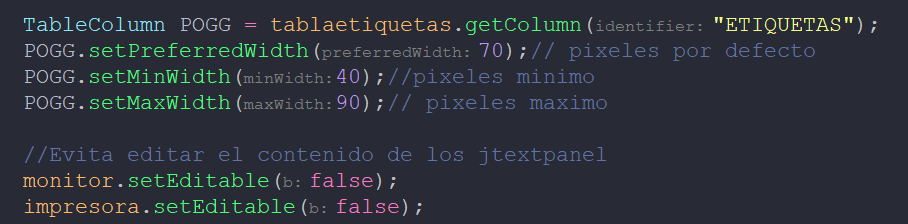 TableColumn POGG = tablaetiquetas.getColumn(identifier: "ETIQUETAS");
POGG.setPreferredWidth(preferredWidth: 70);// pixeles por defecto
POGG.setMinWidth(minWidth: 40);//pixeles minimo
POGG.setMaxWidth(maxWidth: 90);// pixeles maximo
//Evita editar el contenido de los jtextpanel
monitor.setEditable(b: false);
impresora.setEditable(b: false);